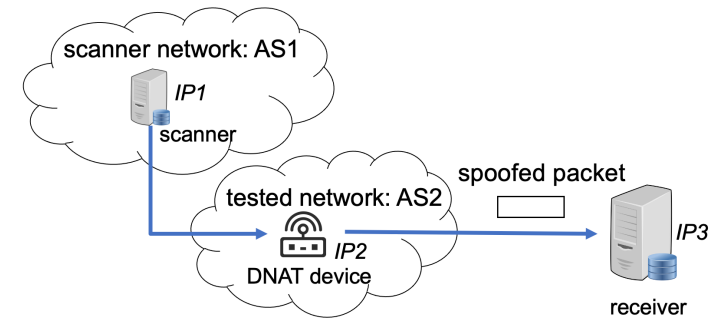 scanner network: AS1
IP1
scanner
spoofed packet
tested network: AS2
IP2
IP3
DNAT device
receiver